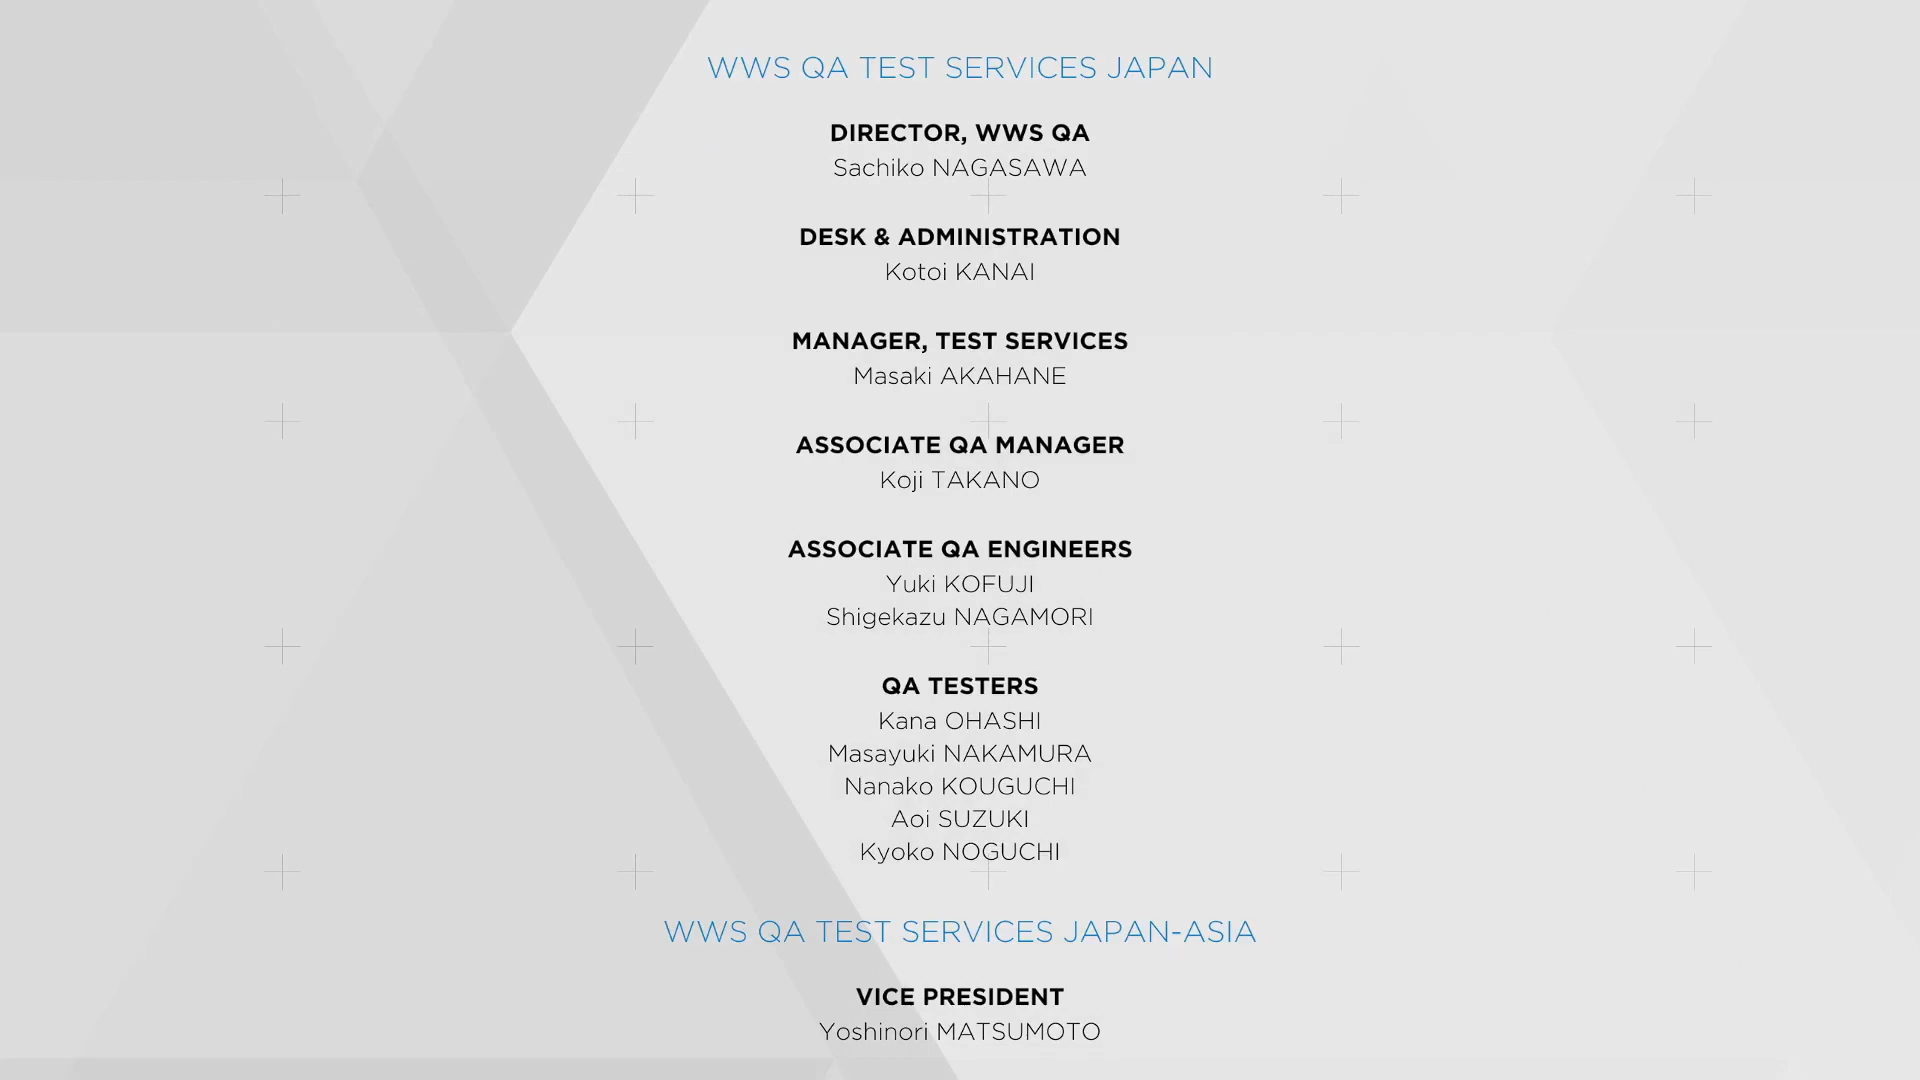 WWS QA TEST SERVICES JAPAN
DIRECTOR, WWS QA
Sachiko NAGASAWA
DESK & ADMINISTRATION
Kotoi KANAI
MANAGER, TEST SERVICES
Masaki AKAHANE
ASSOCIATE QA MANAGER
Koji TAKANO
ASSOCIATE QA ENGINEERS
Yuki KOFUJI
Shigekazu NAGAMORI
QA TESTERS
Kana OHASHI
Masayuki NAKAMURA
Nanako KOUGUCHI
Aoi SUZUKI
Kyoko NOGUCHI
WWS QA TEST SERVICES JAPAN-ASIA
VICE PRESIDENT
Yoshinori MATSUMOTO